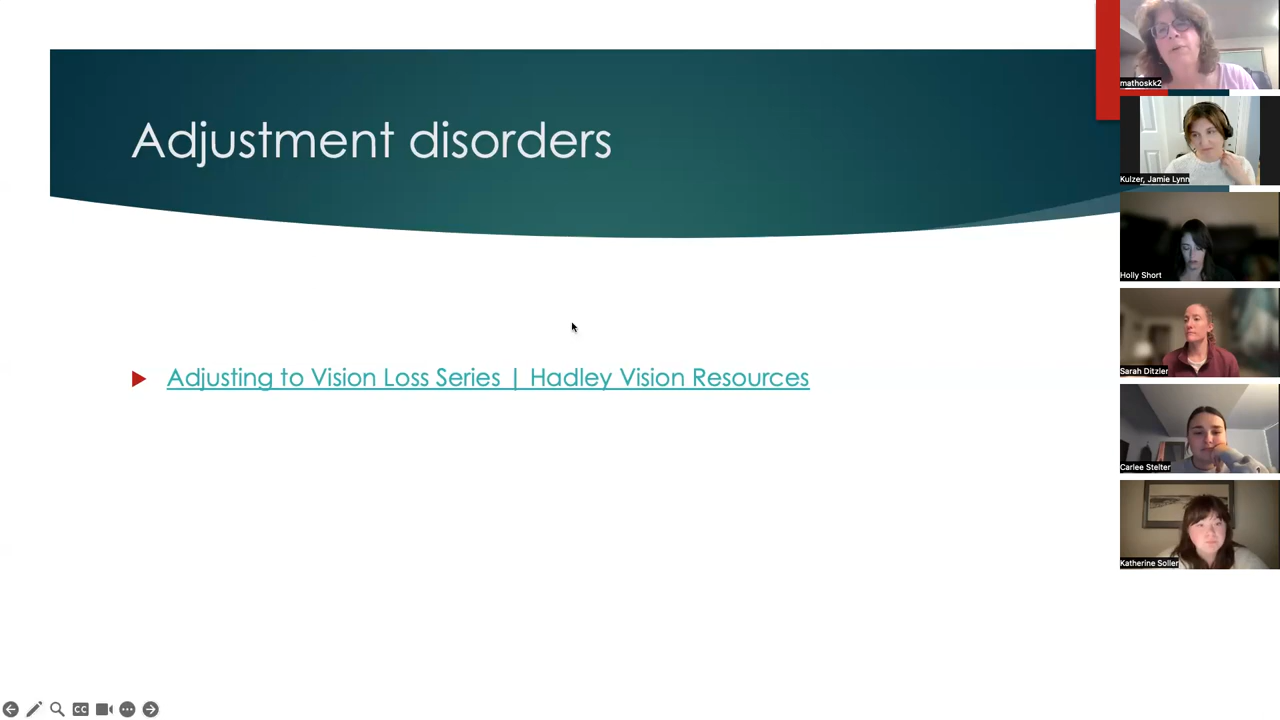 Adjustment disorders
Adjusting to Vision Loss Series | Hadley Vision Resources
mathoskk2
Kulzer, Jamie Lynn
Holly Short
Sarah Ditzler
Carlee Stelter
Katherine Soller
CC